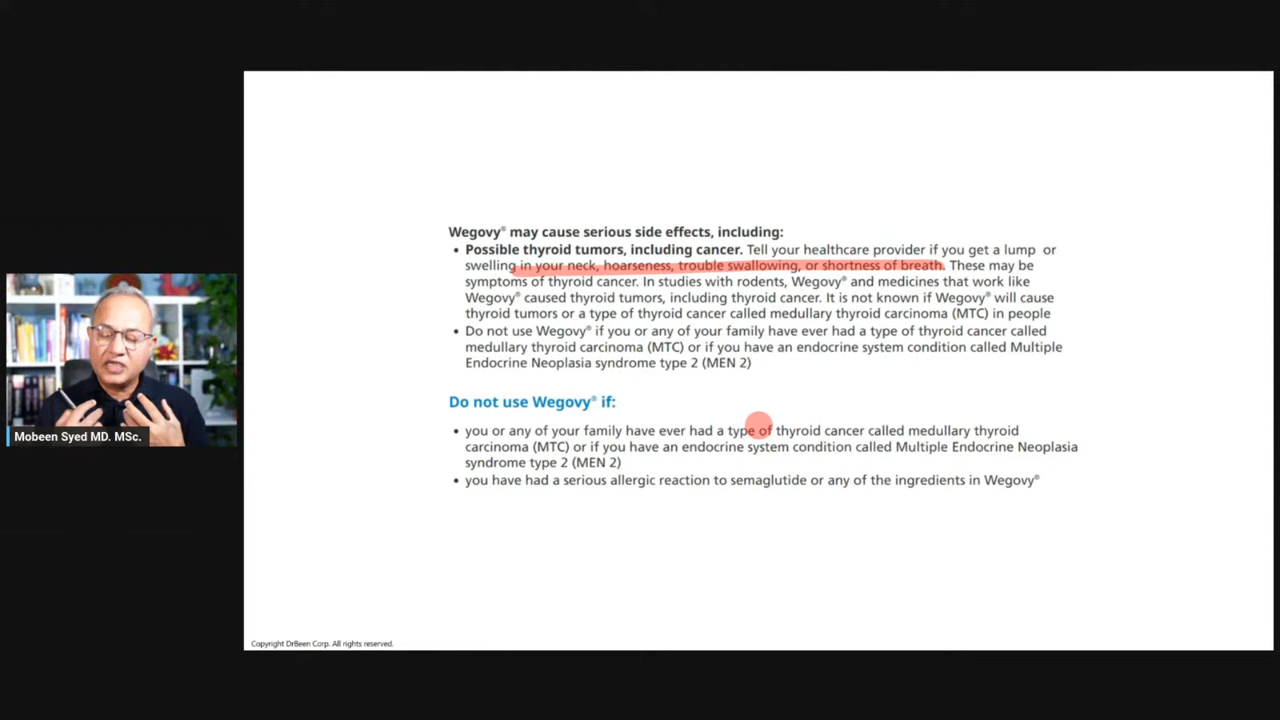 Wegovy® may cause serious side effects, including:
• Possible thyroid tumors, including cancer. Tell your healthcare provider if you get a lump or
swelling in your neck, hoarseness, trouble swallowing, or shortness of breath. These may be
symptoms of thyroid cancer. In studies with rodents, Wegovy® and medicines that work like
Wegovy® caused thyroid tumors, including thyroid cancer. It is not known if Wegovy® will cause
thyroid tumors or a type of thyroid cancer called medullary thyroid carcinoma (MTC) in people
• Do not use Wegovy® if you or any of your family have ever had a type of thyroid cancer called
medullary thyroid carcinoma (MTC) or if you have an endocrine system condition called Multiple
Endocrine Neoplasia syndrome type 2 (MEN 2)
Do not use Wegovy® if:
• you or any of your family have ever had a type of thyroid cancer called medullary thyroid
carcinoma (MTC) or if you have an endocrine system condition called Multiple Endocrine Neoplasia
syndrome type 2 (MEN 2)
• you have had a serious allergic reaction to semaglutide or any of the ingredients in Wegovy®
Mobeen Syed MD. MSc.
Copyright DrBeen Corp. All rights reserved.